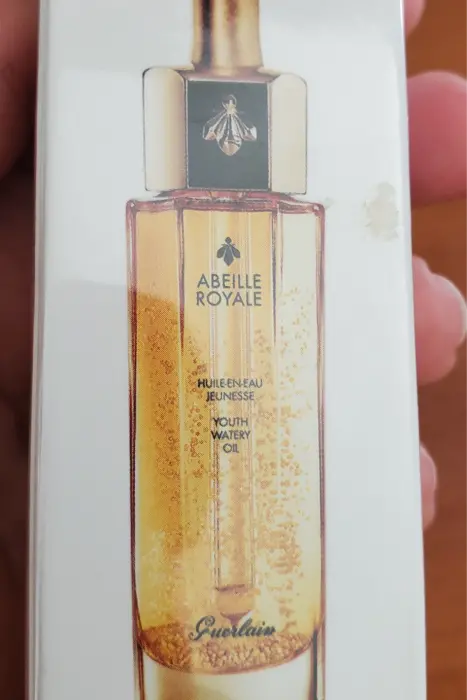 ABEILLE
ROYALE
HUILE-EN-EAU
JEUNESSE
YOUTH
WATERY
OIL
Guerlain